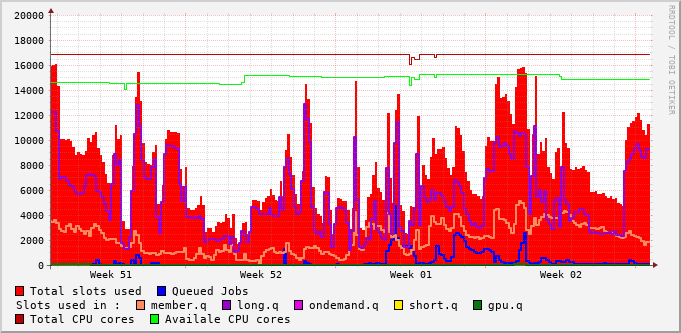 20000
18000
16000
14000
12000
10000
8000
6000
4000
2000
0
Week 51 Week 52 Week 01 Week 02
RRDTOOL / TOBI OETIKER
Total slots used Queued Jobs
Slots used in : member.q long.q ondemand.q short.q gpu.q
Total CPU cores Availale CPU cores